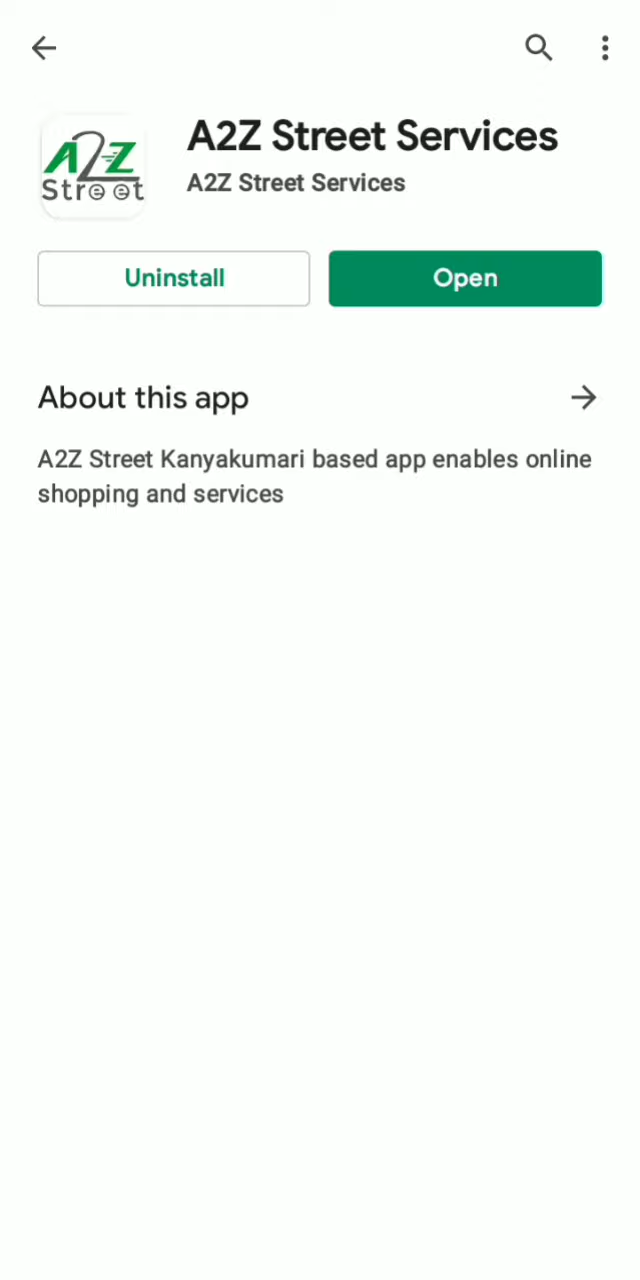 A2Z
Street
A2Z Street Services
A2Z Street Services
Uninstall
Open
About this app
A2Z Street Kanyakumari based app enables online
shopping and services